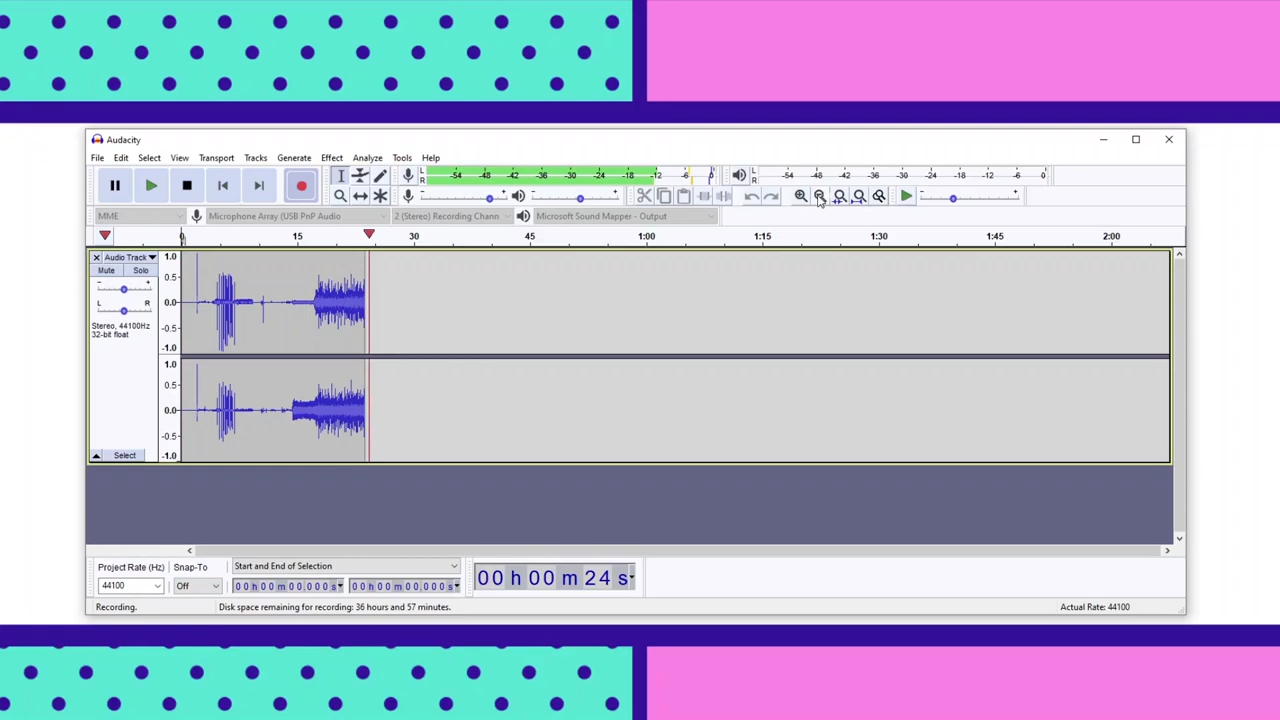 Audacity
File Edit Select View Transport Tracks Generate Effect Analyze Tools Help
L R -54 -48 -42 -36 -30 -24 -18 -12 -6 0 L R -54 -48 -42 -36 -30 -24 -18 -12 -6 0
- + - + - +
MME Microphone Array (USB PnP Audio 2 (Stereo) Recording Chann Microsoft Sound Mapper - Output
0 15 30 45 1:00 1:15 1:30 1:45 2:00
Audio Track
Mute Solo
- +
L R
Stereo, 44100Hz
32-bit float
1.0
0.5
0.0
-0.5
-1.0
1.0
0.5
0.0
-0.5
-1.0
Select
Project Rate (Hz) Snap-To Start and End of Selection
44100 Off 00 h 00 m 00.000 s 00 h 00 m 00.000 s 00 h 00 m 24 s
Recording. Disk space remaining for recording: 36 hours and 57 minutes. Actual Rate: 44100